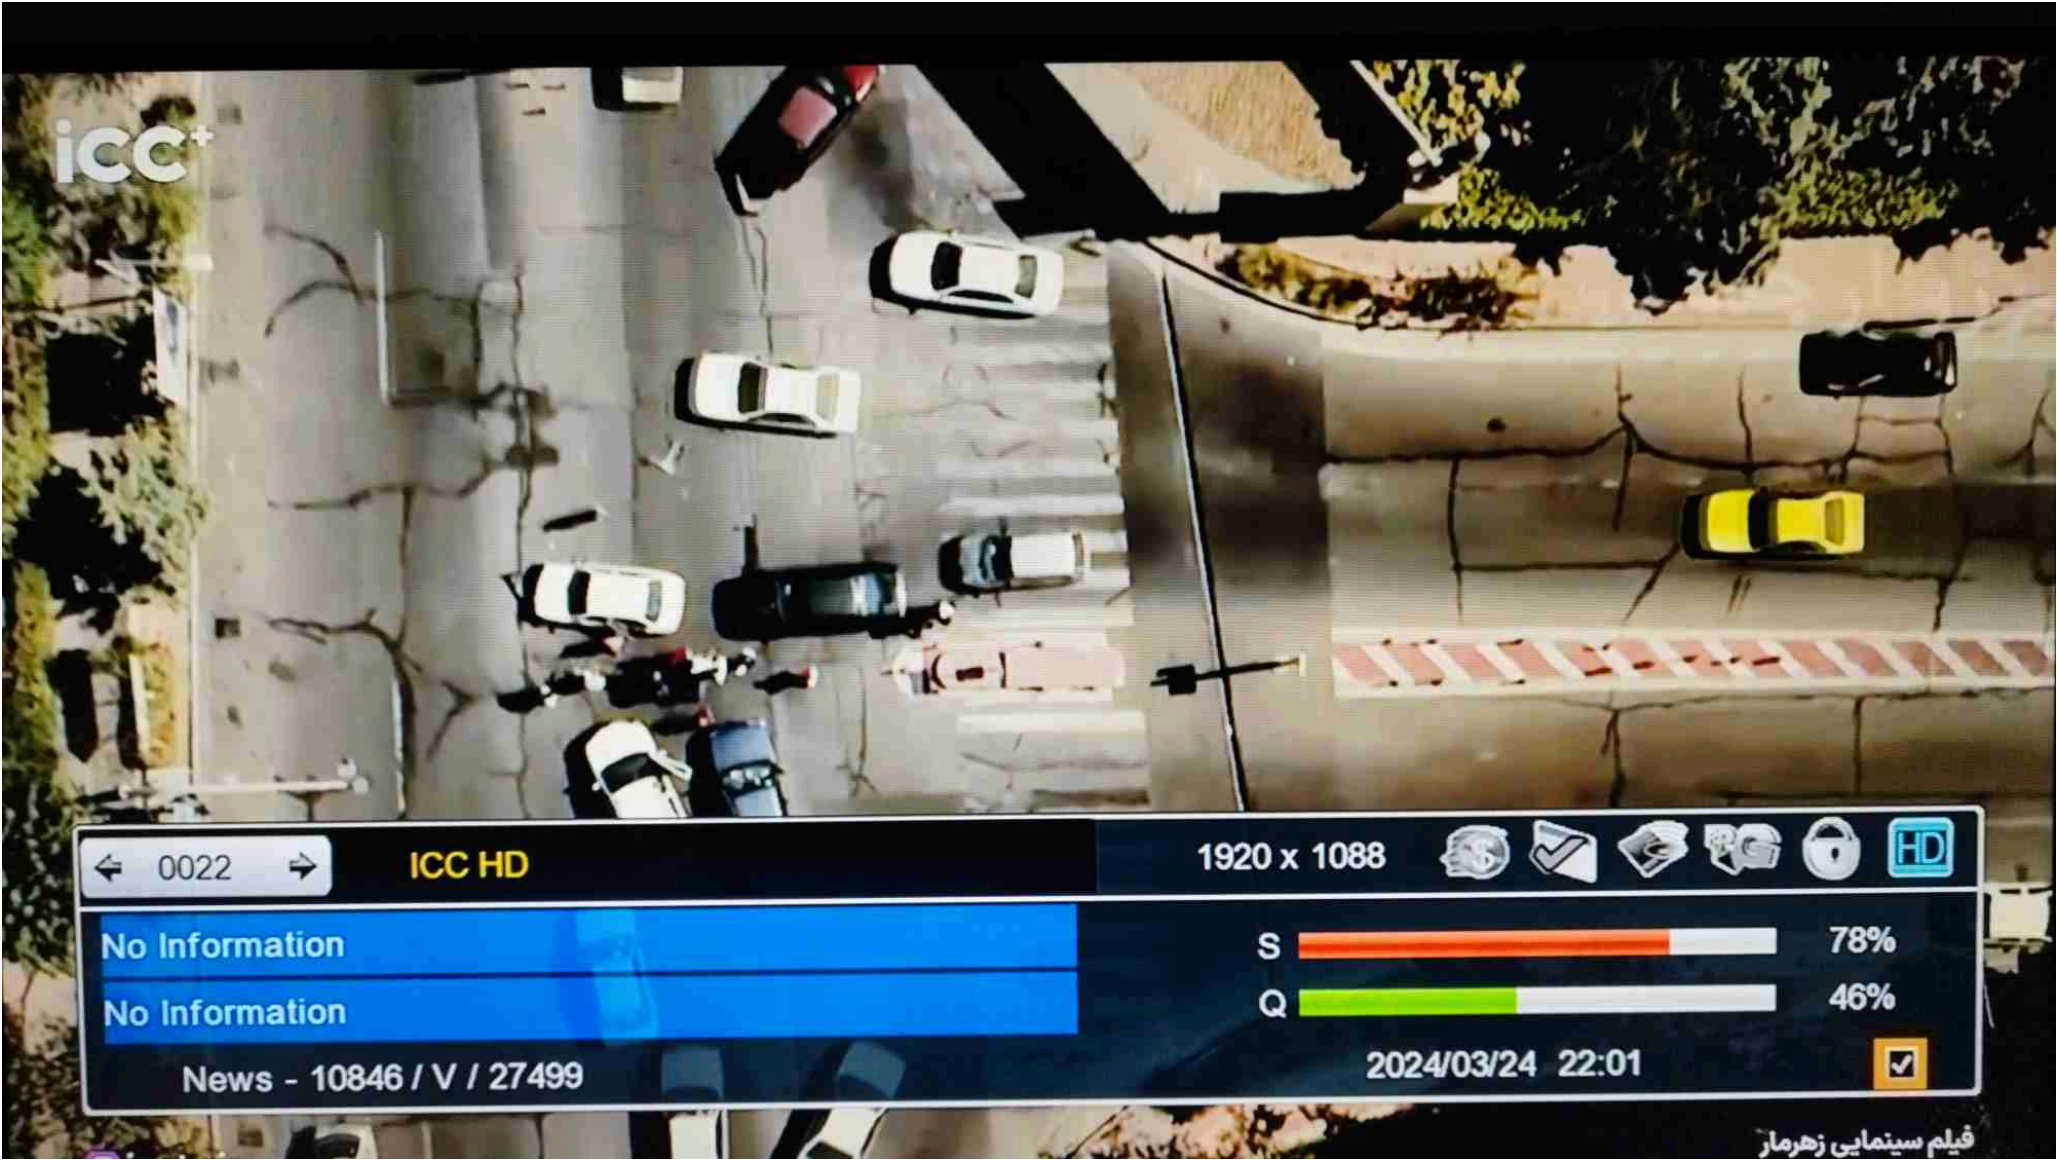 icc+
0022
ICC HD
1920 x 1088
HD
No Information
S 78%
No Information
Q 46%
News - 10846 / V / 27499
2024/03/24 22:01
فیلم سینمایی زهرمار